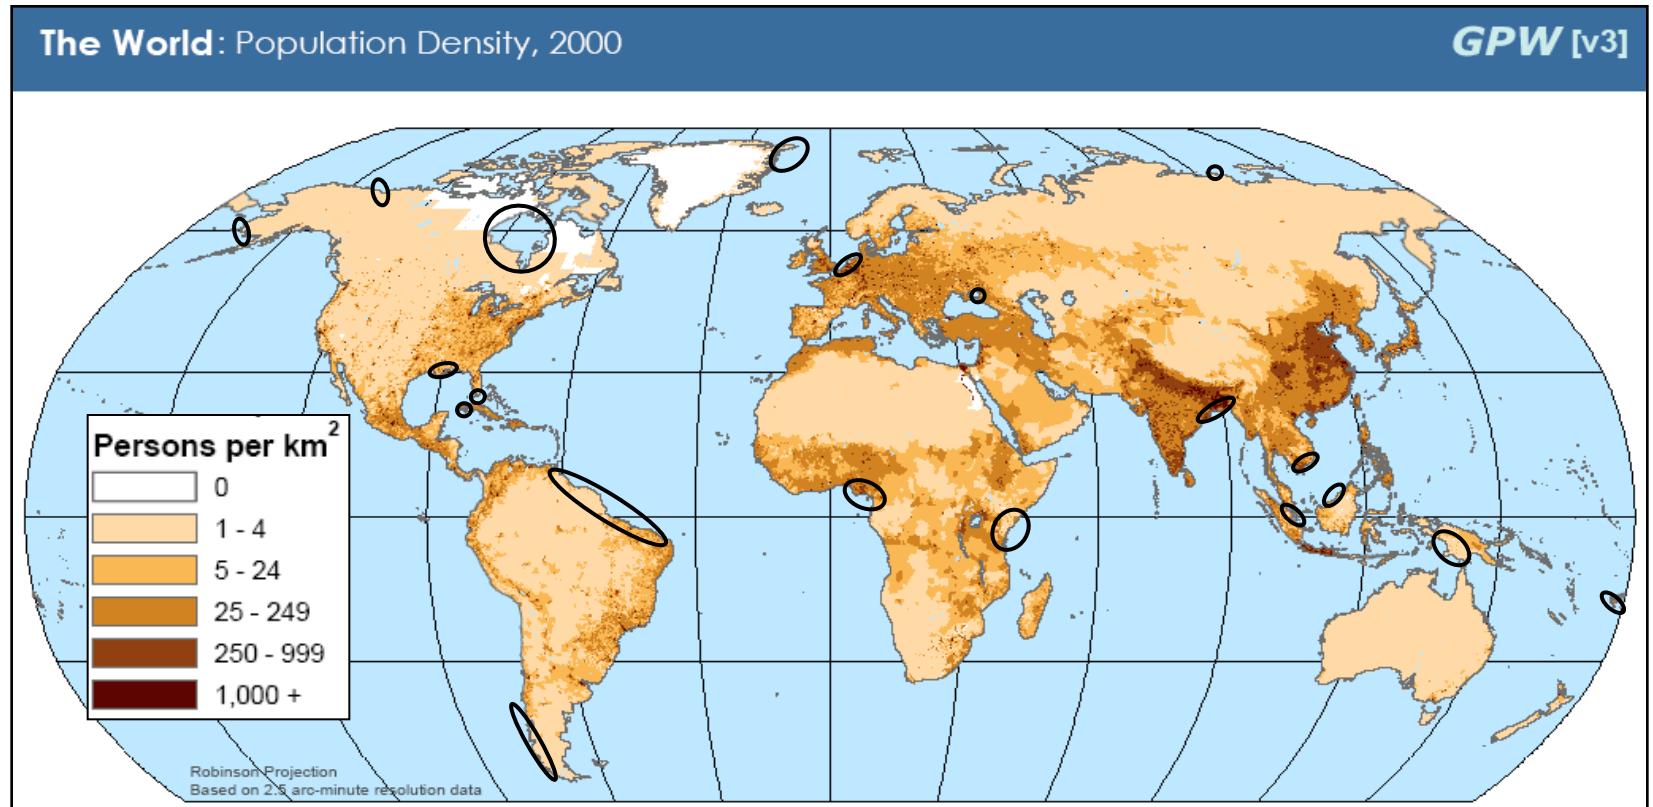 The World: Population Density, 2000
GPW [v3]
Persons per km2
0
1 - 4
5 - 24
25 - 249
250 - 999
1,000 +
Robinson Projection
Based on 2.5 arc-minute resolution data